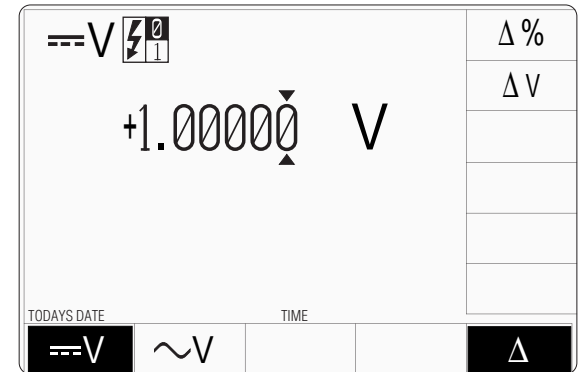 ⎓V 0 1 Δ%
ΔV
+1.00000 V
TODAYS DATE TIME
⎓V ∼V Δ